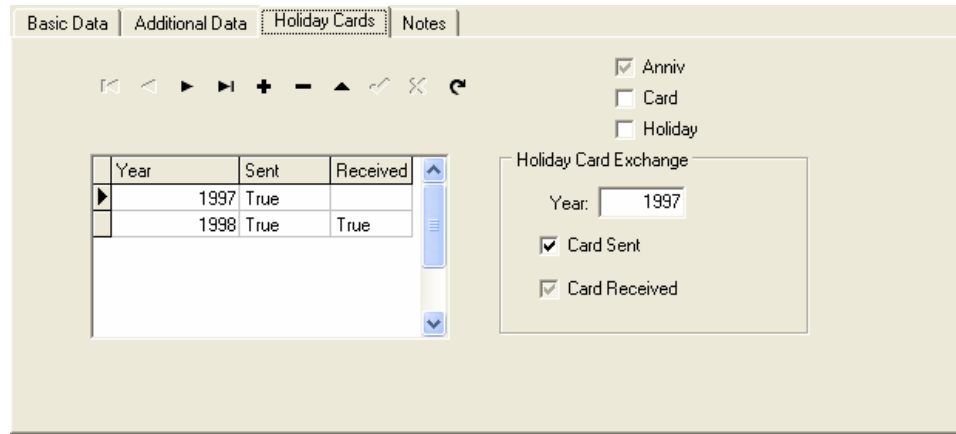 Basic Data Additional Data Holiday Cards Notes
Anniv
Card
Holiday
Year Sent Received
1997 True
1998 True True
Holiday Card Exchange
Year: 1997
Card Sent
Card Received